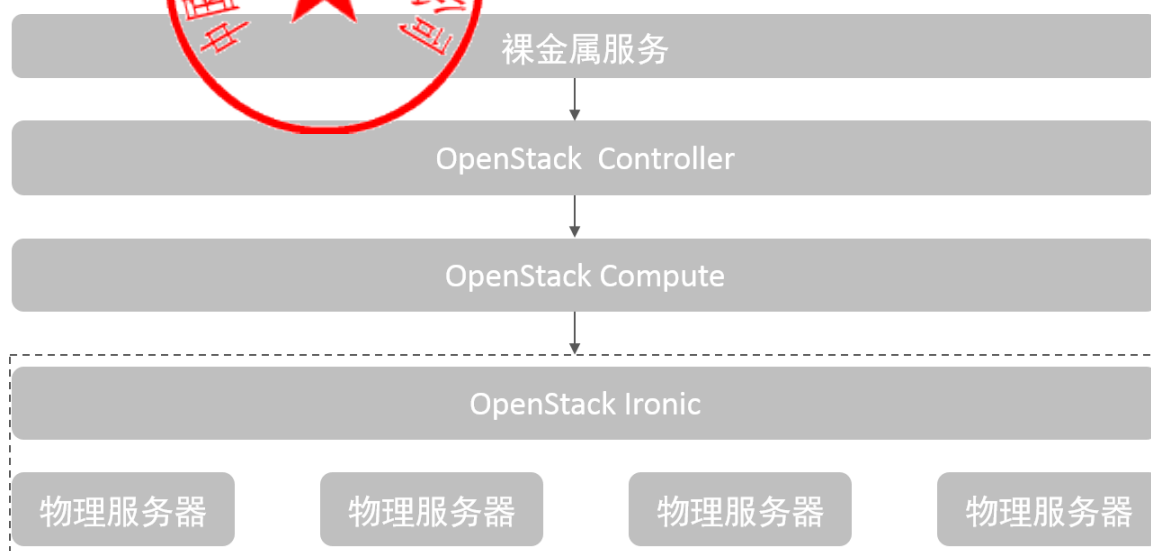 裸金属服务
OpenStack Controller
OpenStack Compute
OpenStack Ironic
物理服务器
物理服务器
物理服务器
物理服务器